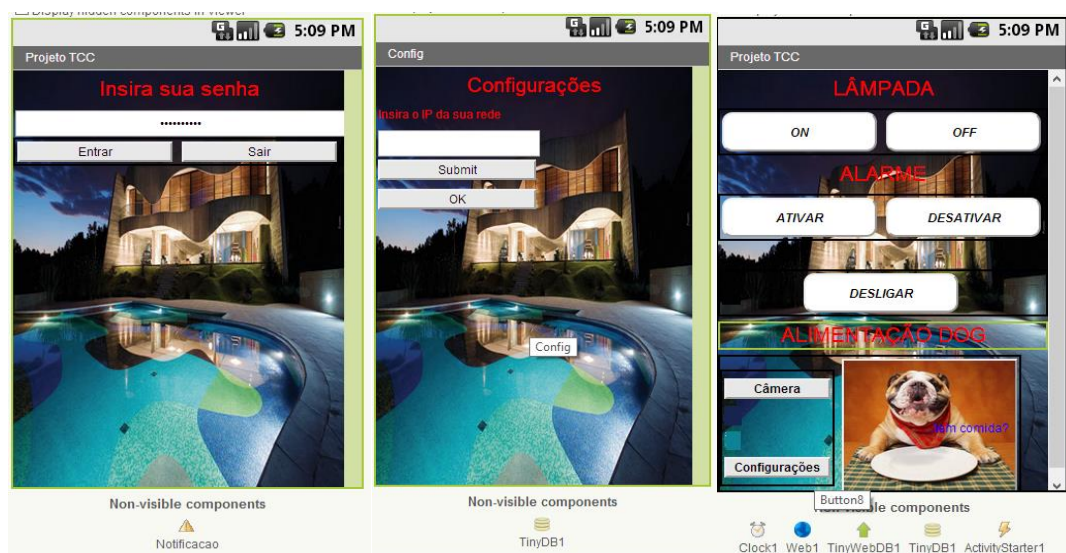 Display hidden components in Viewer
5:09 PM
Projeto TCC
Insira sua senha
••••••••••
Entrar
Sair
Non-visible components
Notificacao
5:09 PM
Config
Configurações
Insira o IP da sua rede
Submit
OK
Config
Non-visible components
TinyDB1
5:09 PM
Projeto TCC
LÂMPADA
ON
OFF
ALARME
ATIVAR
DESATIVAR
DESLIGAR
ALIMENTAÇÃO DOG
Câmera
Tem comida?
Configurações
Button8
Non-visible components
Clock1 Web1 TinyWebDB1 TinyDB1 ActivityStarter1